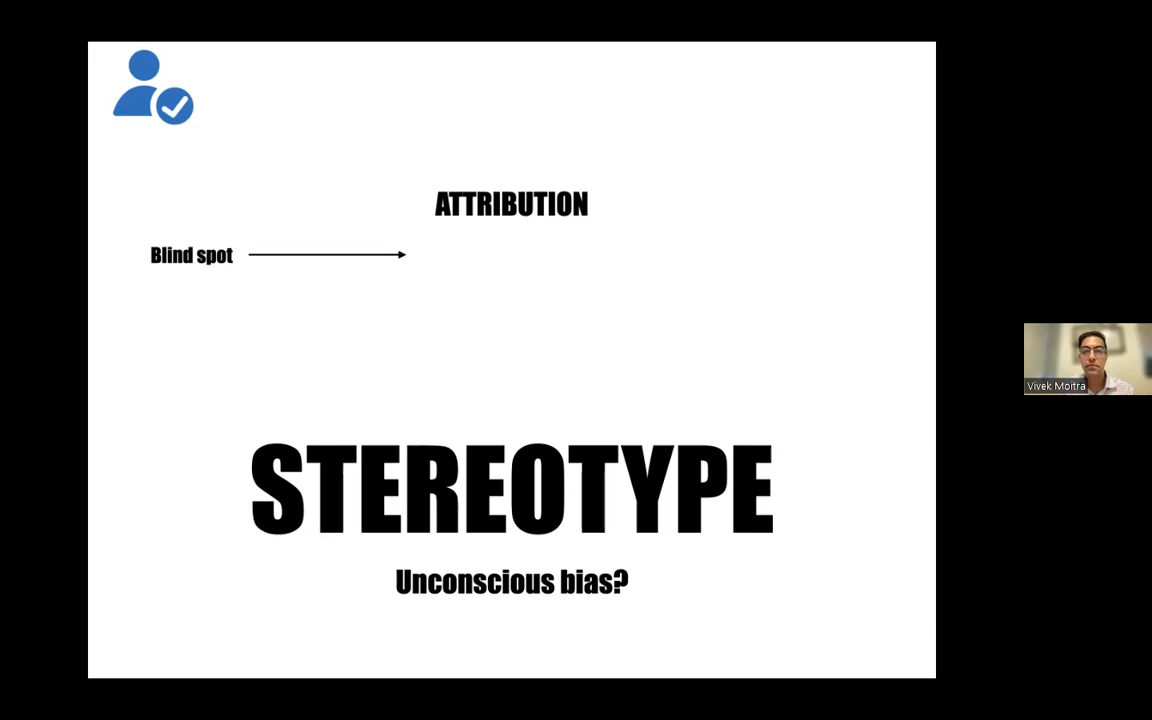 ATTRIBUTION
Blind spot
STEREOTYPE
Unconscious bias?
Vivek Moitra